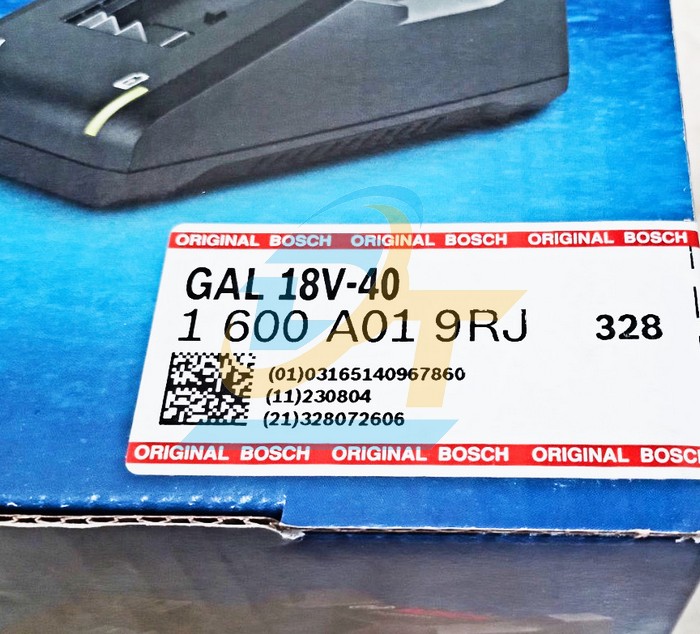 ORIGINAL BOSCH ORIGINAL BOSCH ORIGINAL BOSCH
GAL 18V-40
1 600 A01 9RJ 328
(01)03165140967860
(11)230804
(21)328072606
ORIGINAL BOSCH ORIGINAL BOSCH ORIGINAL BOSC